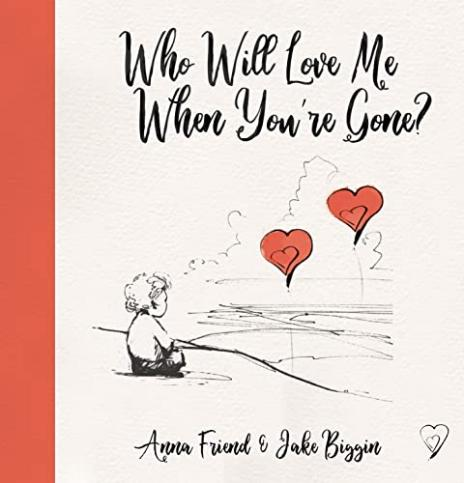 Who Will Love Me
When You're Gone?
Anna Friend & Jake Biggin